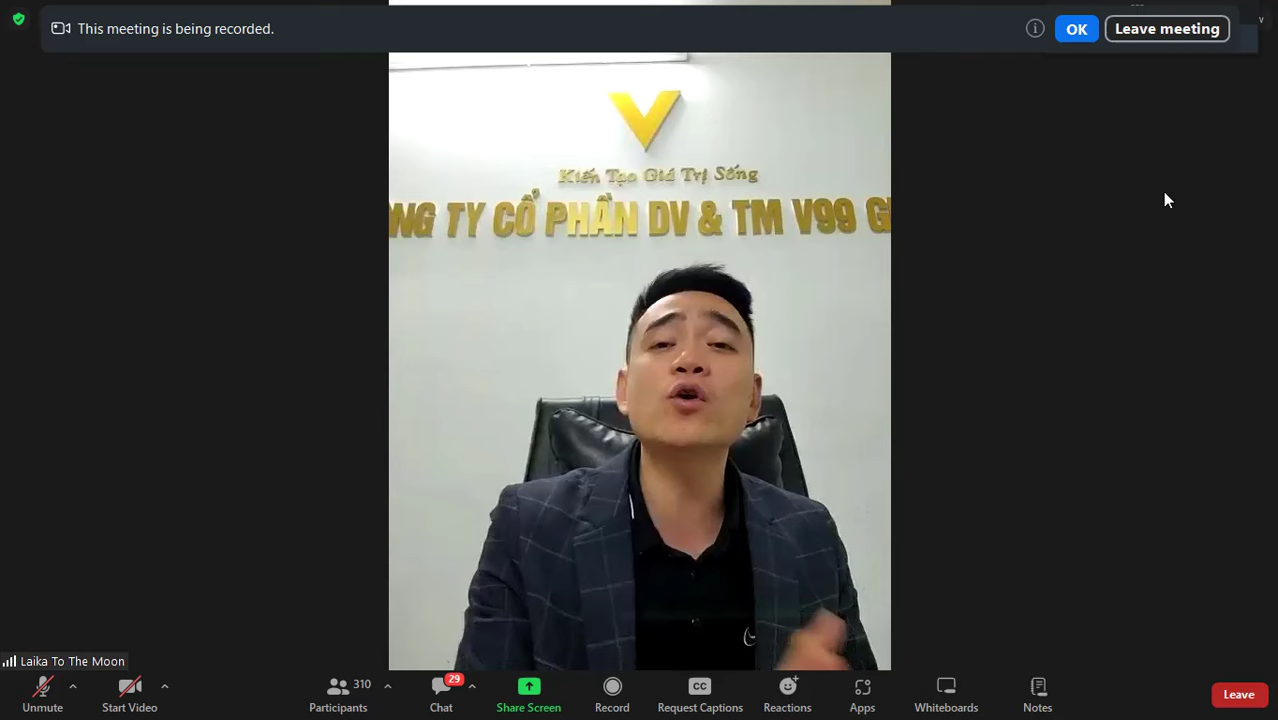 This meeting is being recorded.
OK
Leave meeting
Kiến Tạo Giá Trị Sống
NG TY CỔ PHẦN DV & TM V99 G
Laika To The Moon
Unmute
Start Video
310
Participants
29
Chat
Share Screen
Record
CC
Request Captions
Reactions
Apps
Whiteboards
Notes
Leave